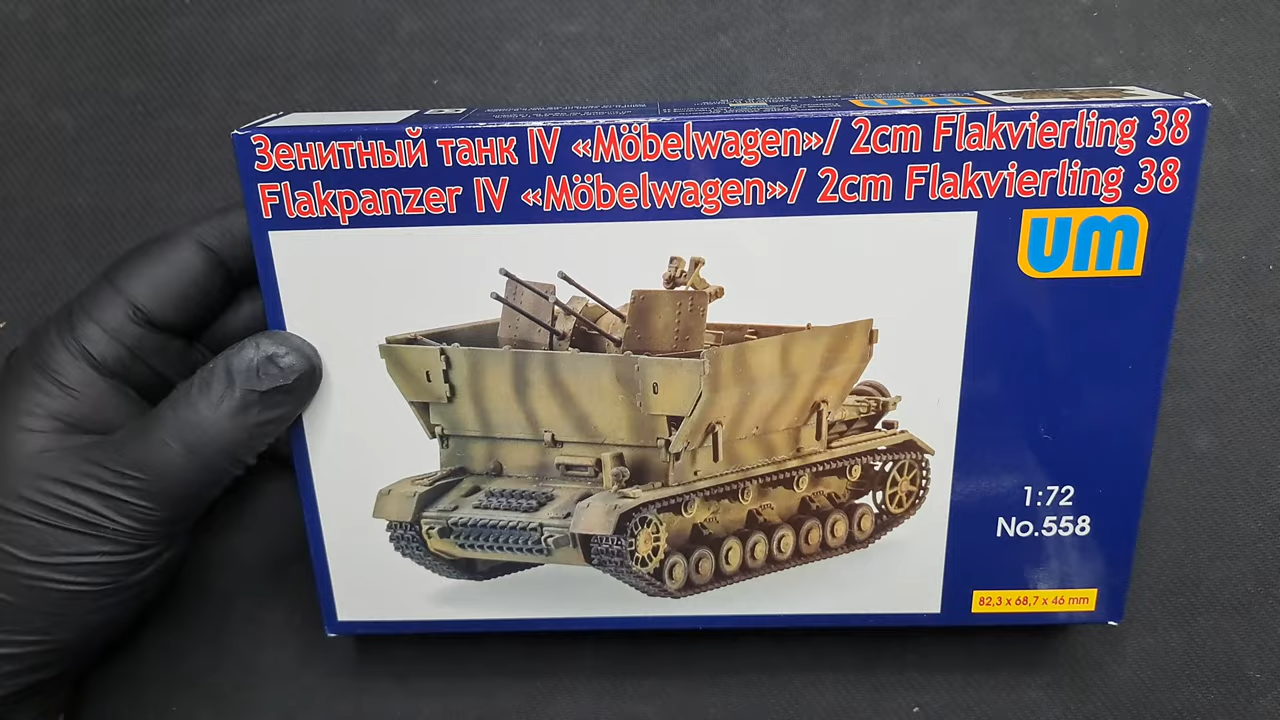 Зенитный танк IV «Möbelwagen»/ 2cm Flakvierling 38
Flakpanzer IV «Möbelwagen»/ 2cm Flakvierling 38
um
1:72
No.558
82,3 x 68,7 x 46 mm